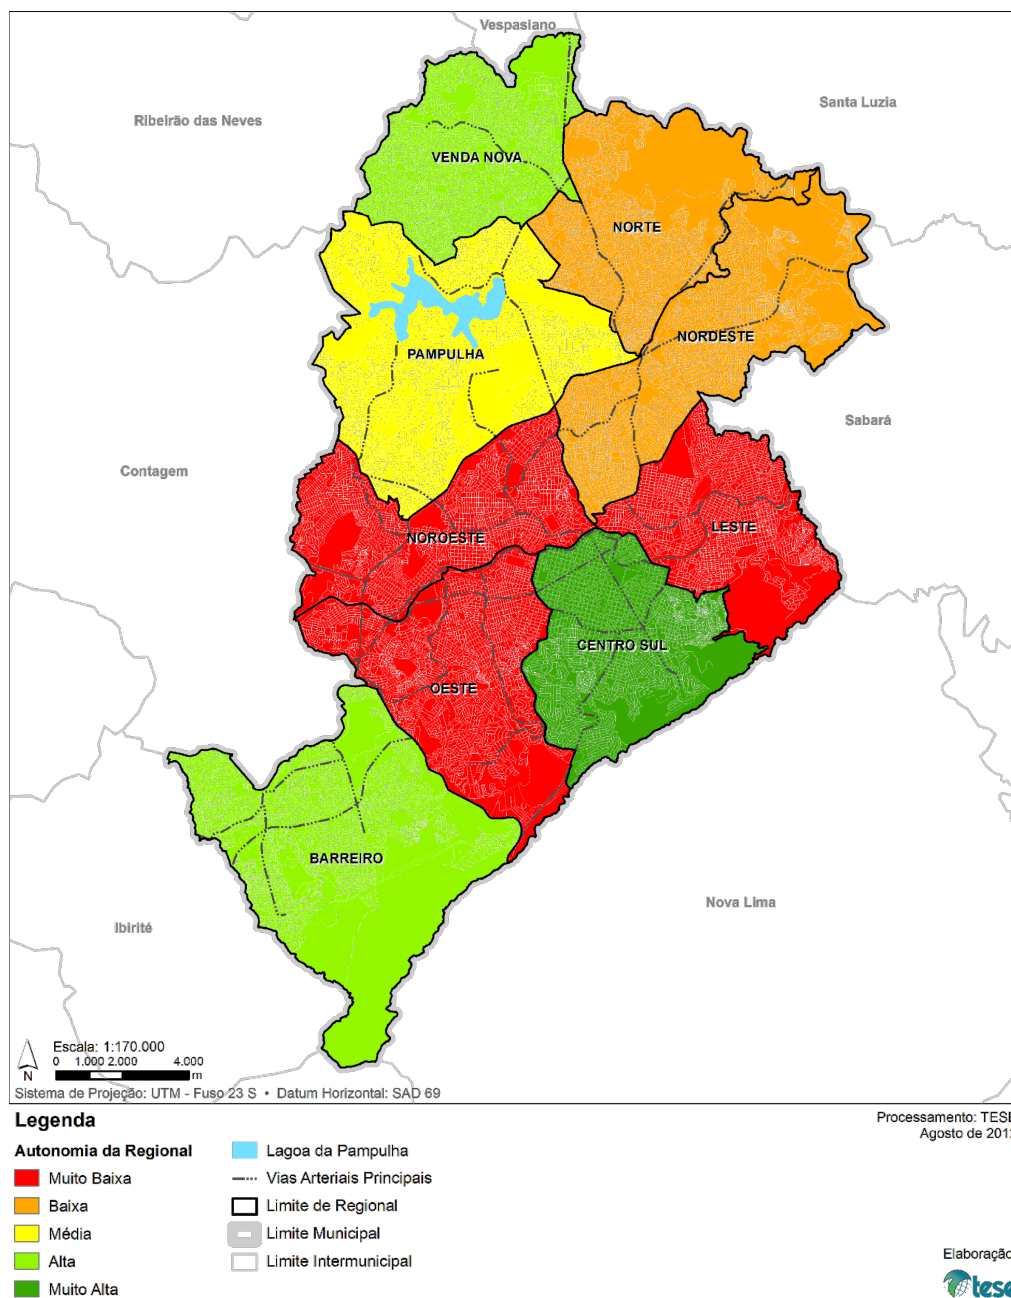 Vespasiano
Santa Luzia
Ribeirão das Neves
VENDA NOVA
NORTE
NORDESTE
PAMPULHA
Sabará
Contagem
LESTE
NOROESTE
CENTRO SUL
OESTE
BARREIRO
Nova Lima
Ibirité
Escala: 1:170.000
0 1.000 2.000 4.000
m
N
Sistema de Projeção: UTM - Fuso 23 S • Datum Horizontal: SAD 69
Legenda
Processamento: TESE
Agosto de 201
Autonomia da Regional
Lagoa da Pampulha
Muito Baixa
Vias Arteriais Principais
Baixa
Limite de Regional
Média
Limite Municipal
Alta
Limite Intermunicipal
Muito Alta
Elaboração
tese